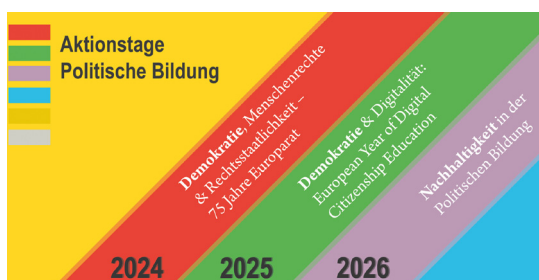 Aktionstage
Politische Bildung
Demokratie, Menschenrechte
& Rechtsstaatlichkeit –
75 Jahre Europarat
Demokratie & Digitalität:
European Year of Digital
Citizenship Education
Nachhaltigkeit in der
Politischen Bildung
2024
2025
2026